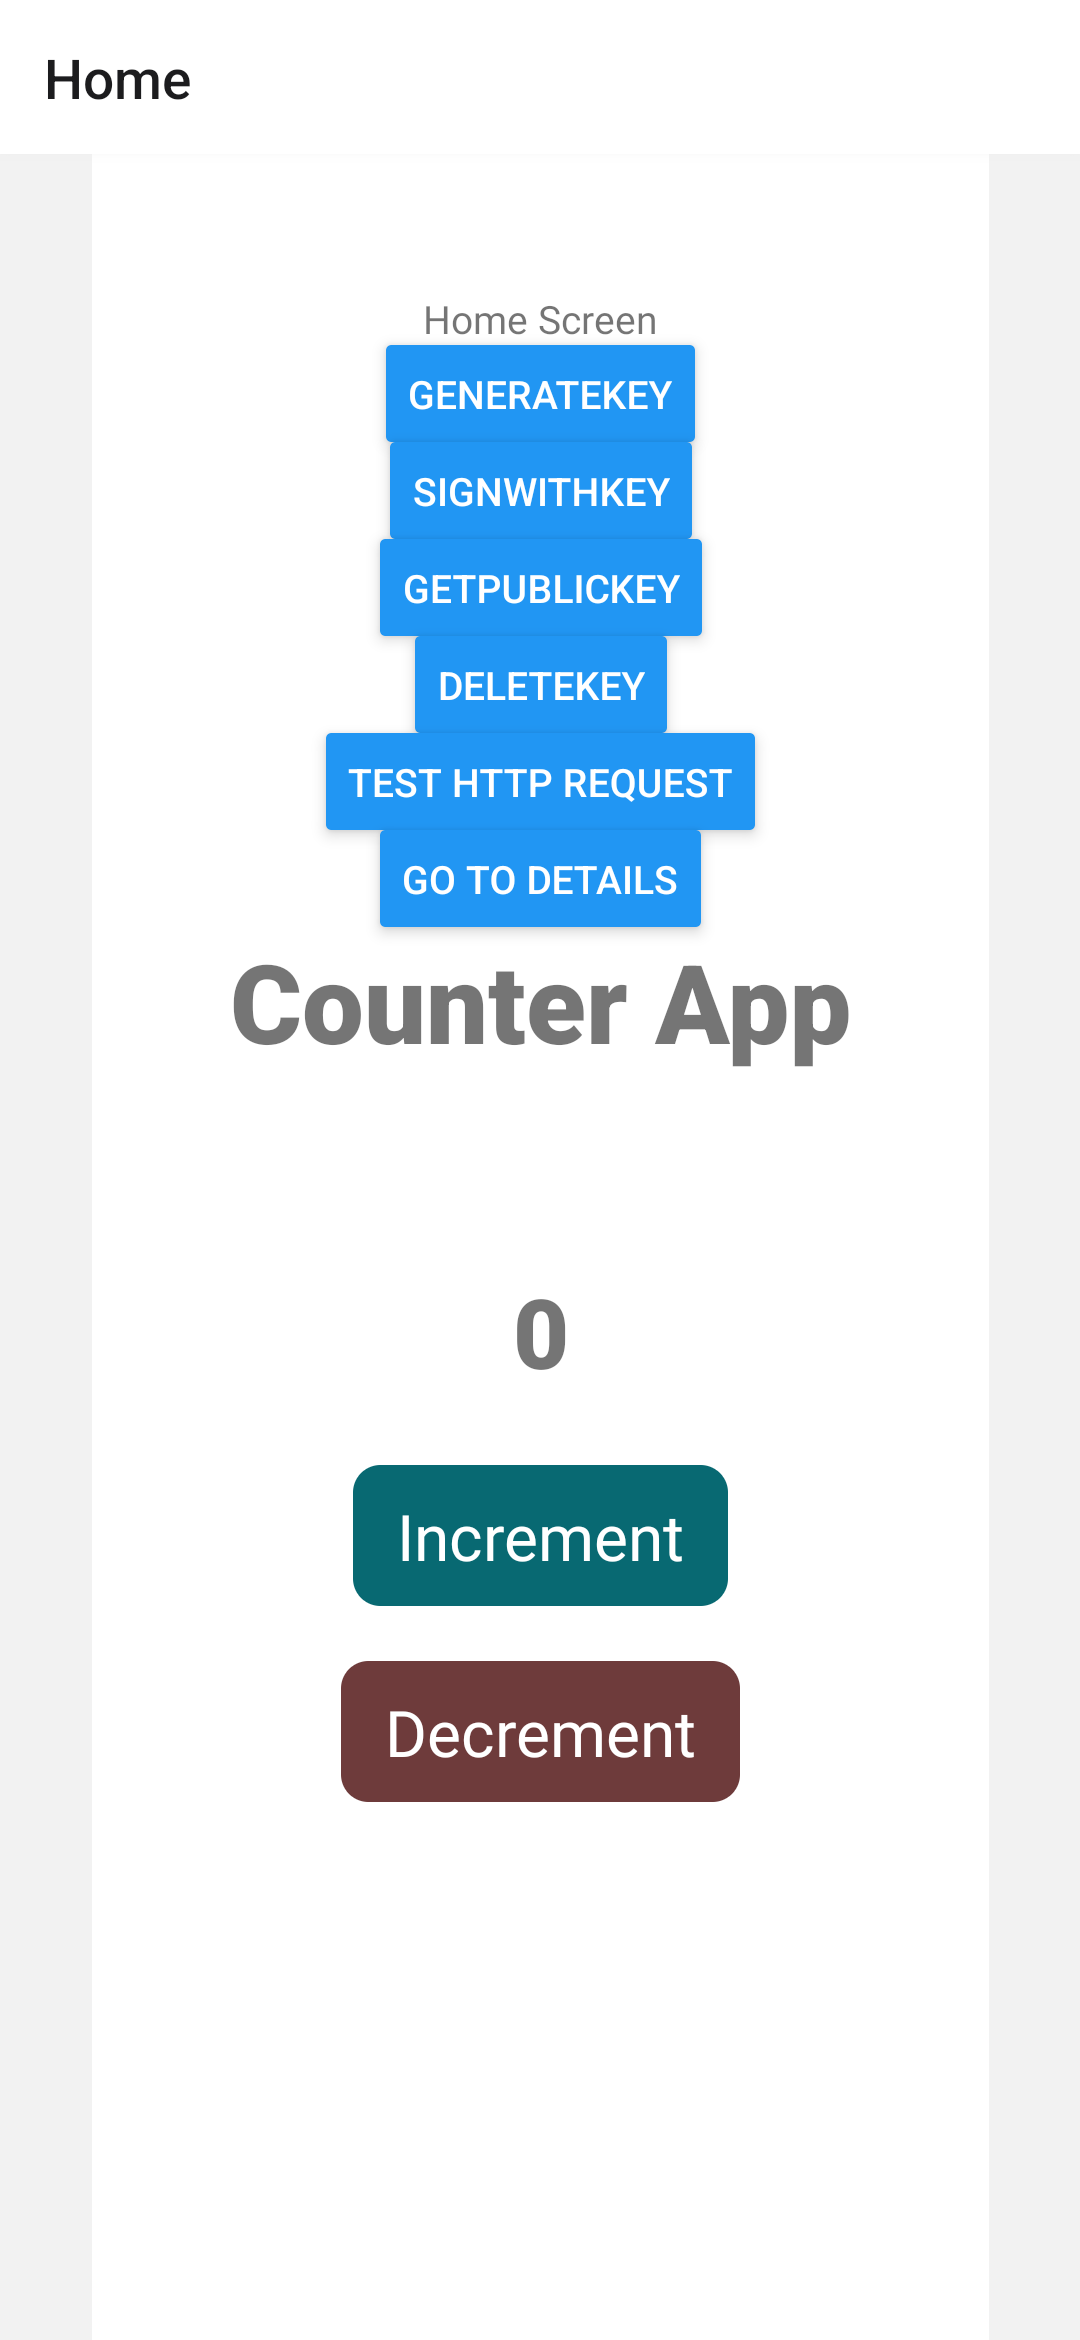 Home
Home Screen
GENERATEKEY
SIGNWITHKEY
GETPUBLICKEY
DELETEKEY
TEST HTTP REQUEST
GO TO DETAILS
Counter App
0
Increment
Decrement